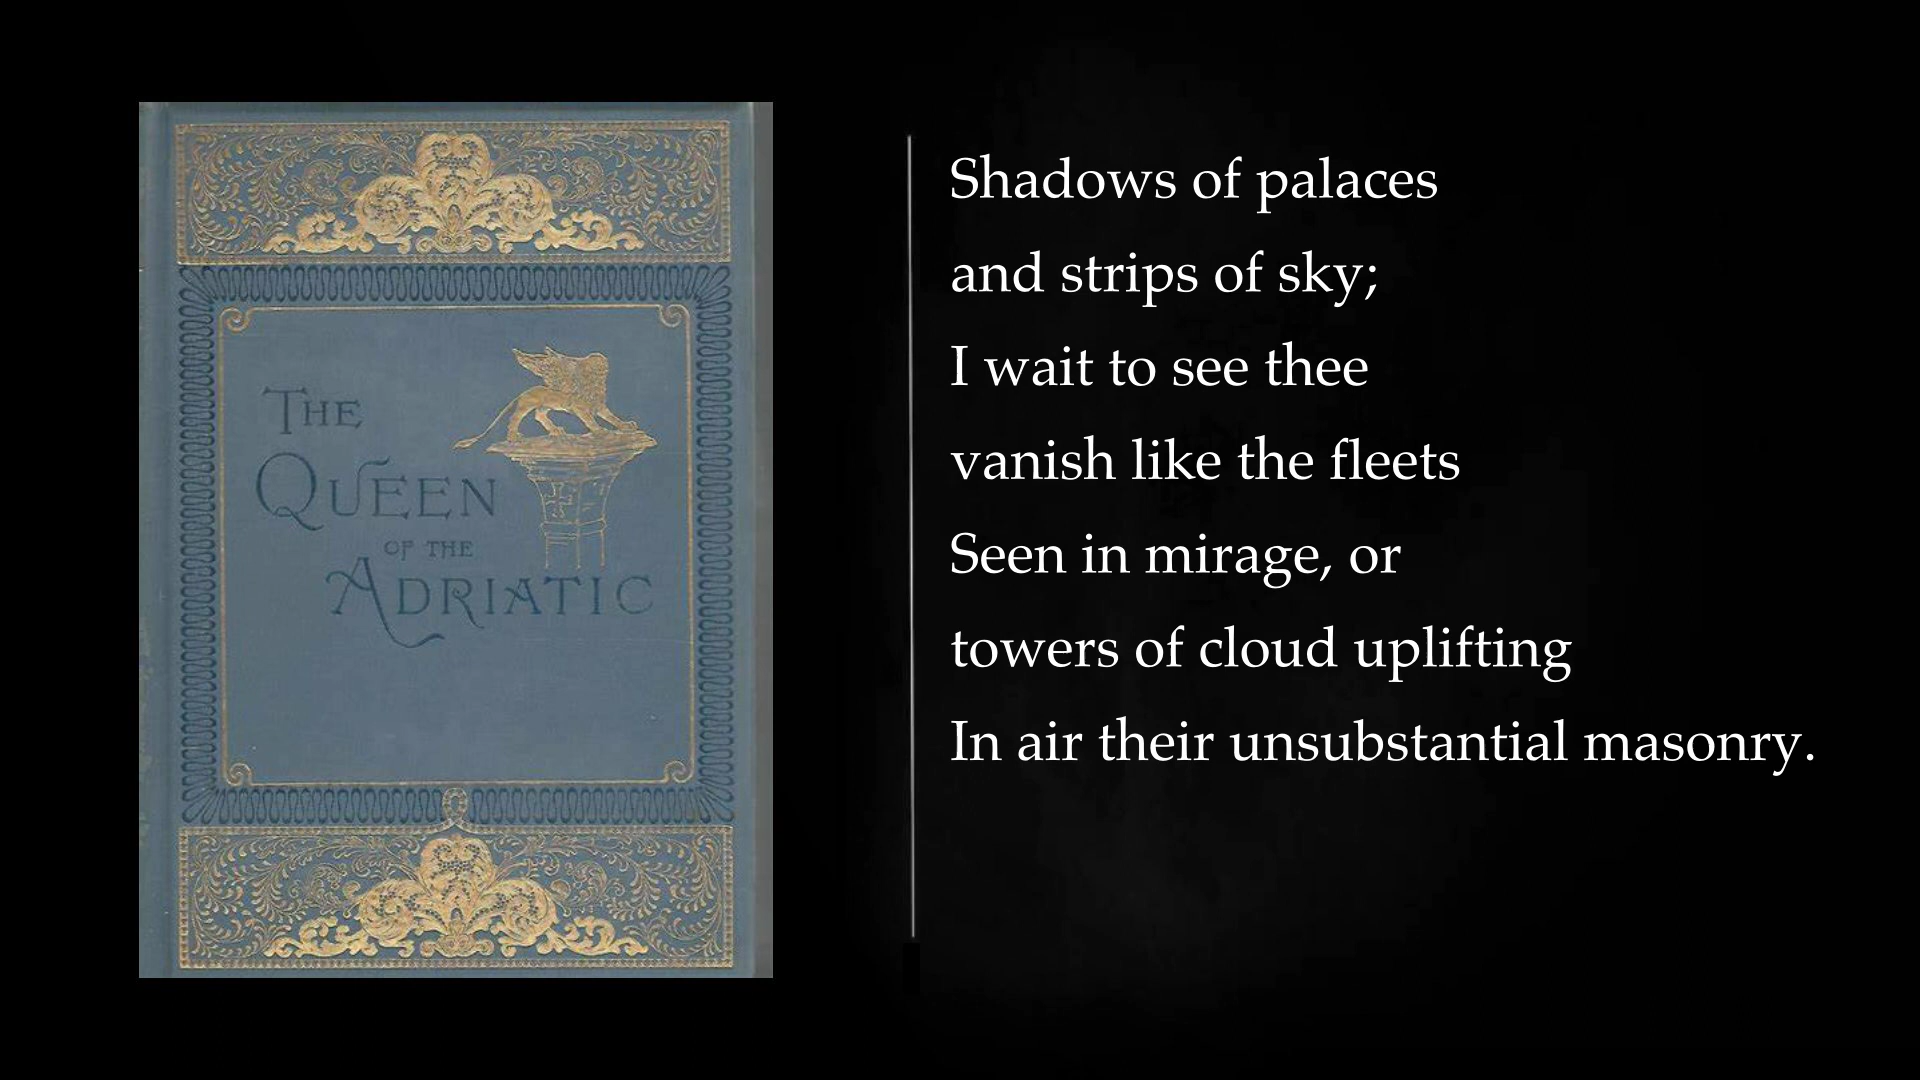 THE
QUEEN
OF THE
ADRIATIC
Shadows of palaces
and strips of sky;
I wait to see thee
vanish like the fleets
Seen in mirage, or
towers of cloud uplifting
In air their unsubstantial masonry.